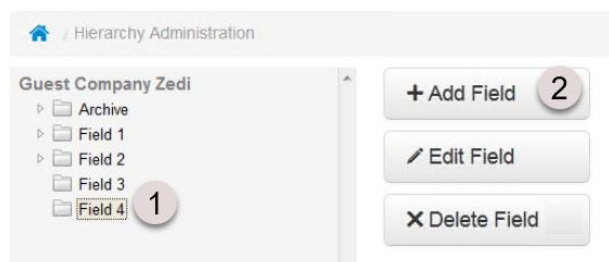 / Hierarchy Administration
Guest Company Zedi
Archive
Field 1
Field 2
Field 3
Field 4
1
+ Add Field
2
Edit Field
Delete Field